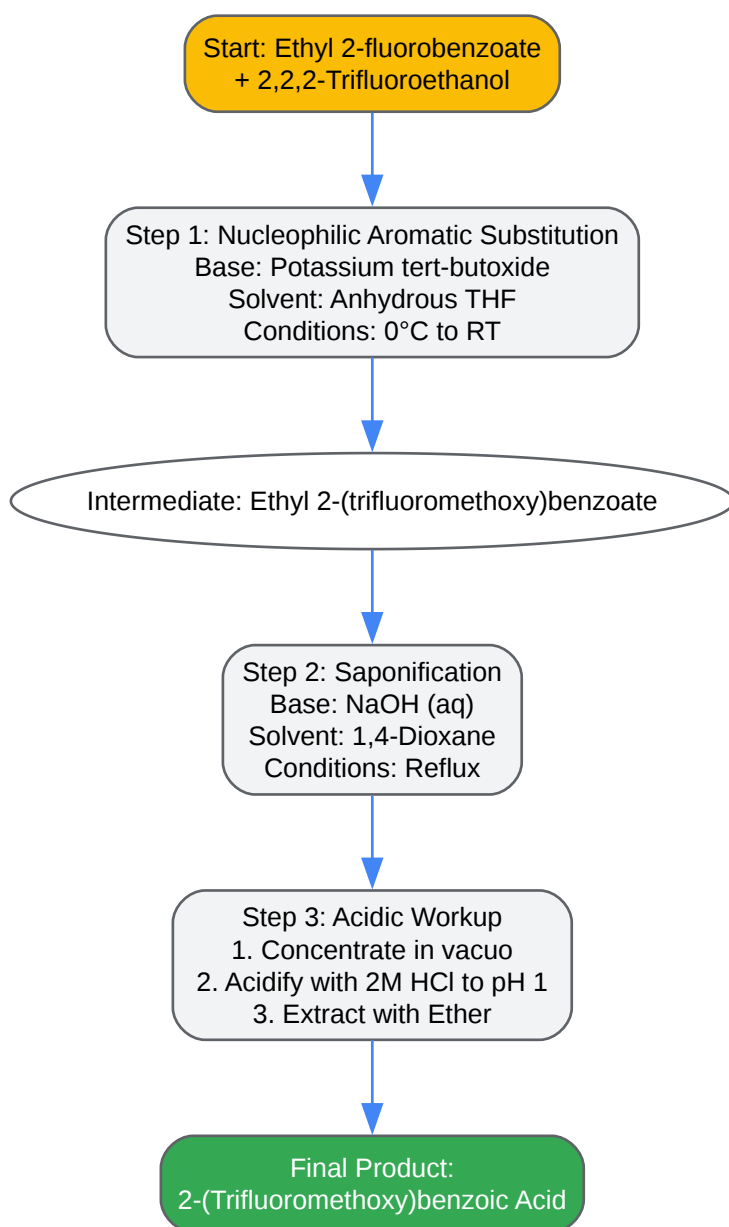 Start: Ethyl 2-fluorobenzoate
+ 2,2,2-Trifluoroethanol
Step 1: Nucleophilic Aromatic Substitution
Base: Potassium tert-butoxide
Solvent: Anhydrous THF
Conditions: 0°C to RT
Intermediate: Ethyl 2-(trifluoromethoxy)benzoate
Step 2: Saponification
Base: NaOH (aq)
Solvent: 1,4-Dioxane
Conditions: Reflux
Step 3: Acidic Workup
1. Concentrate in vacuo
2. Acidify with 2M HCl to pH 1
3. Extract with Ether
Final Product:
2-(Trifluoromethoxy)benzoic Acid